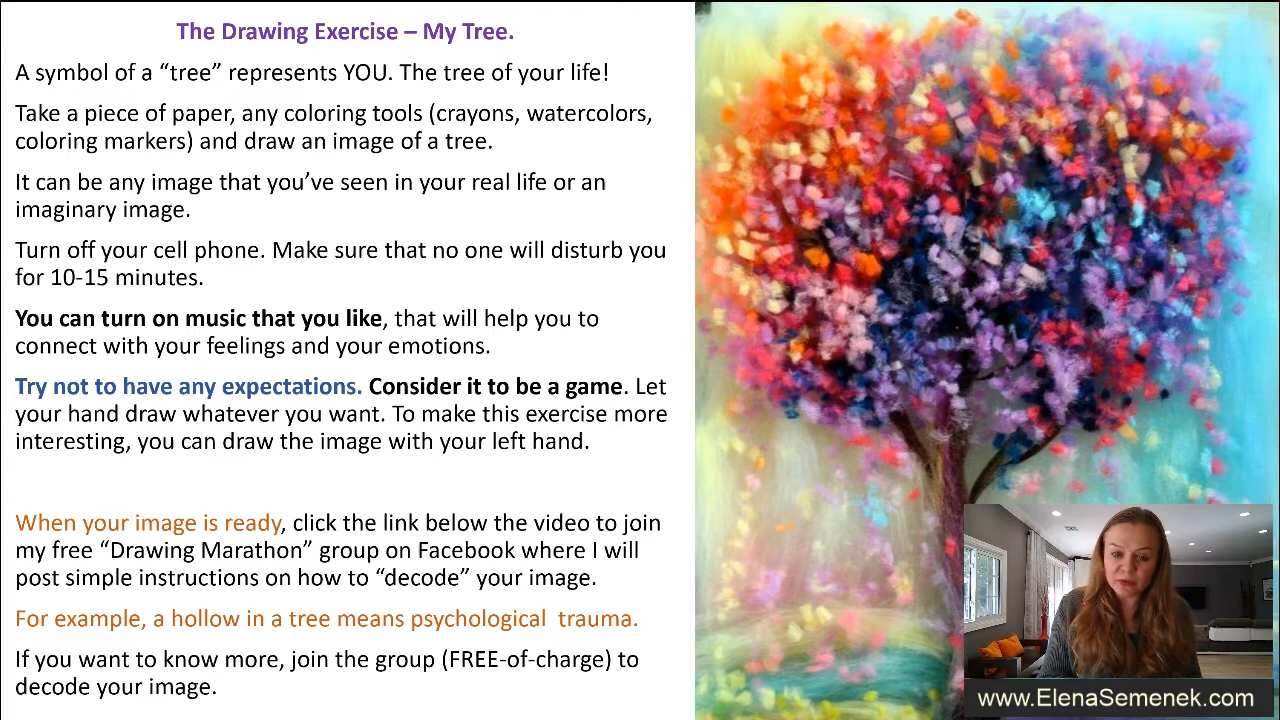 The Drawing Exercise – My Tree.
A symbol of a “tree” represents YOU. The tree of your life!
Take a piece of paper, any coloring tools (crayons, watercolors,
coloring markers) and draw an image of a tree.
It can be any image that you’ve seen in your real life or an
imaginary image.
Turn off your cell phone. Make sure that no one will disturb you
for 10-15 minutes.
You can turn on music that you like, that will help you to
connect with your feelings and your emotions.
Try not to have any expectations. Consider it to be a game. Let
your hand draw whatever you want. To make this exercise more
interesting, you can draw the image with your left hand.
When your image is ready, click the link below the video to join
my free “Drawing Marathon” group on Facebook where I will
post simple instructions on how to “decode” your image.
For example, a hollow in a tree means psychological  trauma.
If you want to know more, join the group (FREE-of-charge) to
decode your image.
www.ElenaSemenek.com